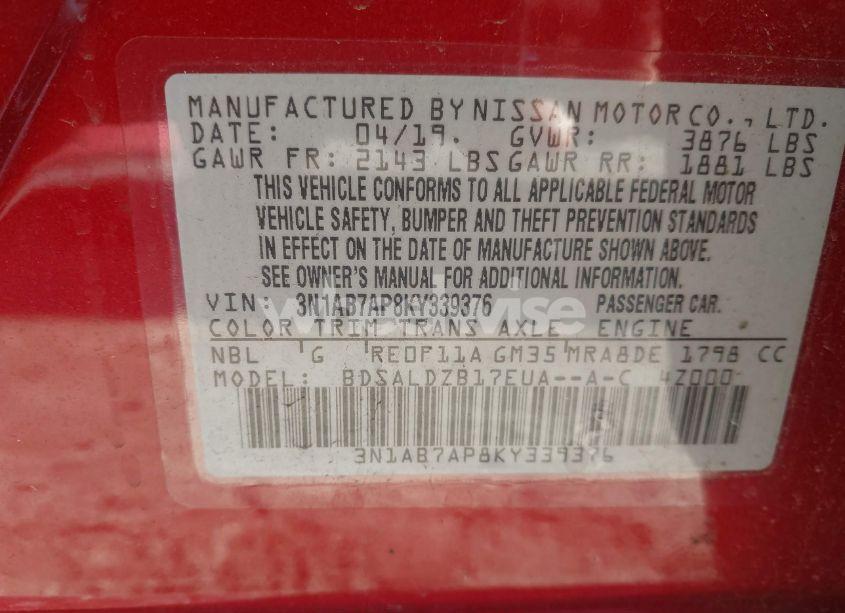 MANUFACTURED BY NISSAN MOTOR CO., LTD.
DATE: 04/19. GVWR: 3876 LBS
GAWR FR: 2143 LBS GAWR RR: 1881 LBS
THIS VEHICLE CONFORMS TO ALL APPLICABLE FEDERAL MOTOR
VEHICLE SAFETY, BUMPER AND THEFT PREVENTION STANDARDS
IN EFFECT ON THE DATE OF MANUFACTURE SHOWN ABOVE.
SEE OWNER'S MANUAL FOR ADDITIONAL INFORMATION.
VIN: 3N1AB7AP8KY339376 PASSENGER CAR.
COLOR TRIM TRANS AXLE ENGINE
NBL G RE0F11A GM35 MRA8DE 1798 CC
MODEL: BDSALDZB17EUA--A-C 4Z000
3N1AB7AP8KY339376